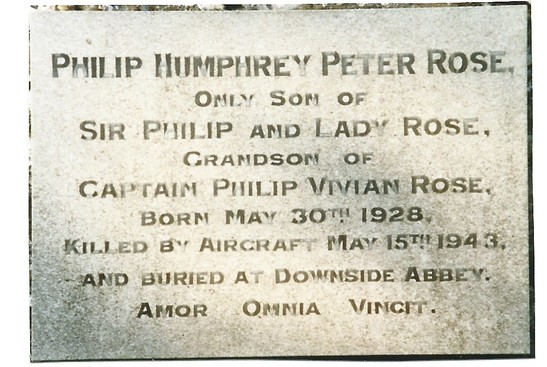 Philip Humphrey Peter Rose,
Only Son of
Sir Philip and Lady Rose,
Grandson of
Captain Philip Vivian Rose,
Born May 30th 1928,
Killed by Aircraft May 15th 1943,
and buried at Downside Abbey.
Amor Omnia Vincit.